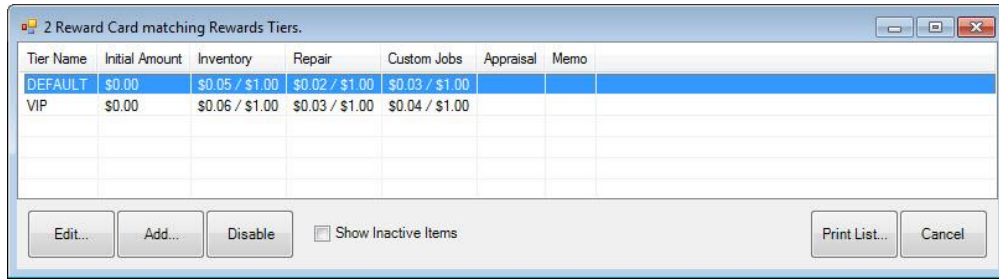 2 Reward Card matching Rewards Tiers.
Tier Name Initial Amount Inventory Repair Custom Jobs Appraisal Memo
DEFAULT $0.00 $0.05 / $1.00 $0.02 / $1.00 $0.03 / $1.00
VIP $0.00 $0.06 / $1.00 $0.03 / $1.00 $0.04 / $1.00
Edit... Add... Disable Show Inactive Items Print List... Cancel